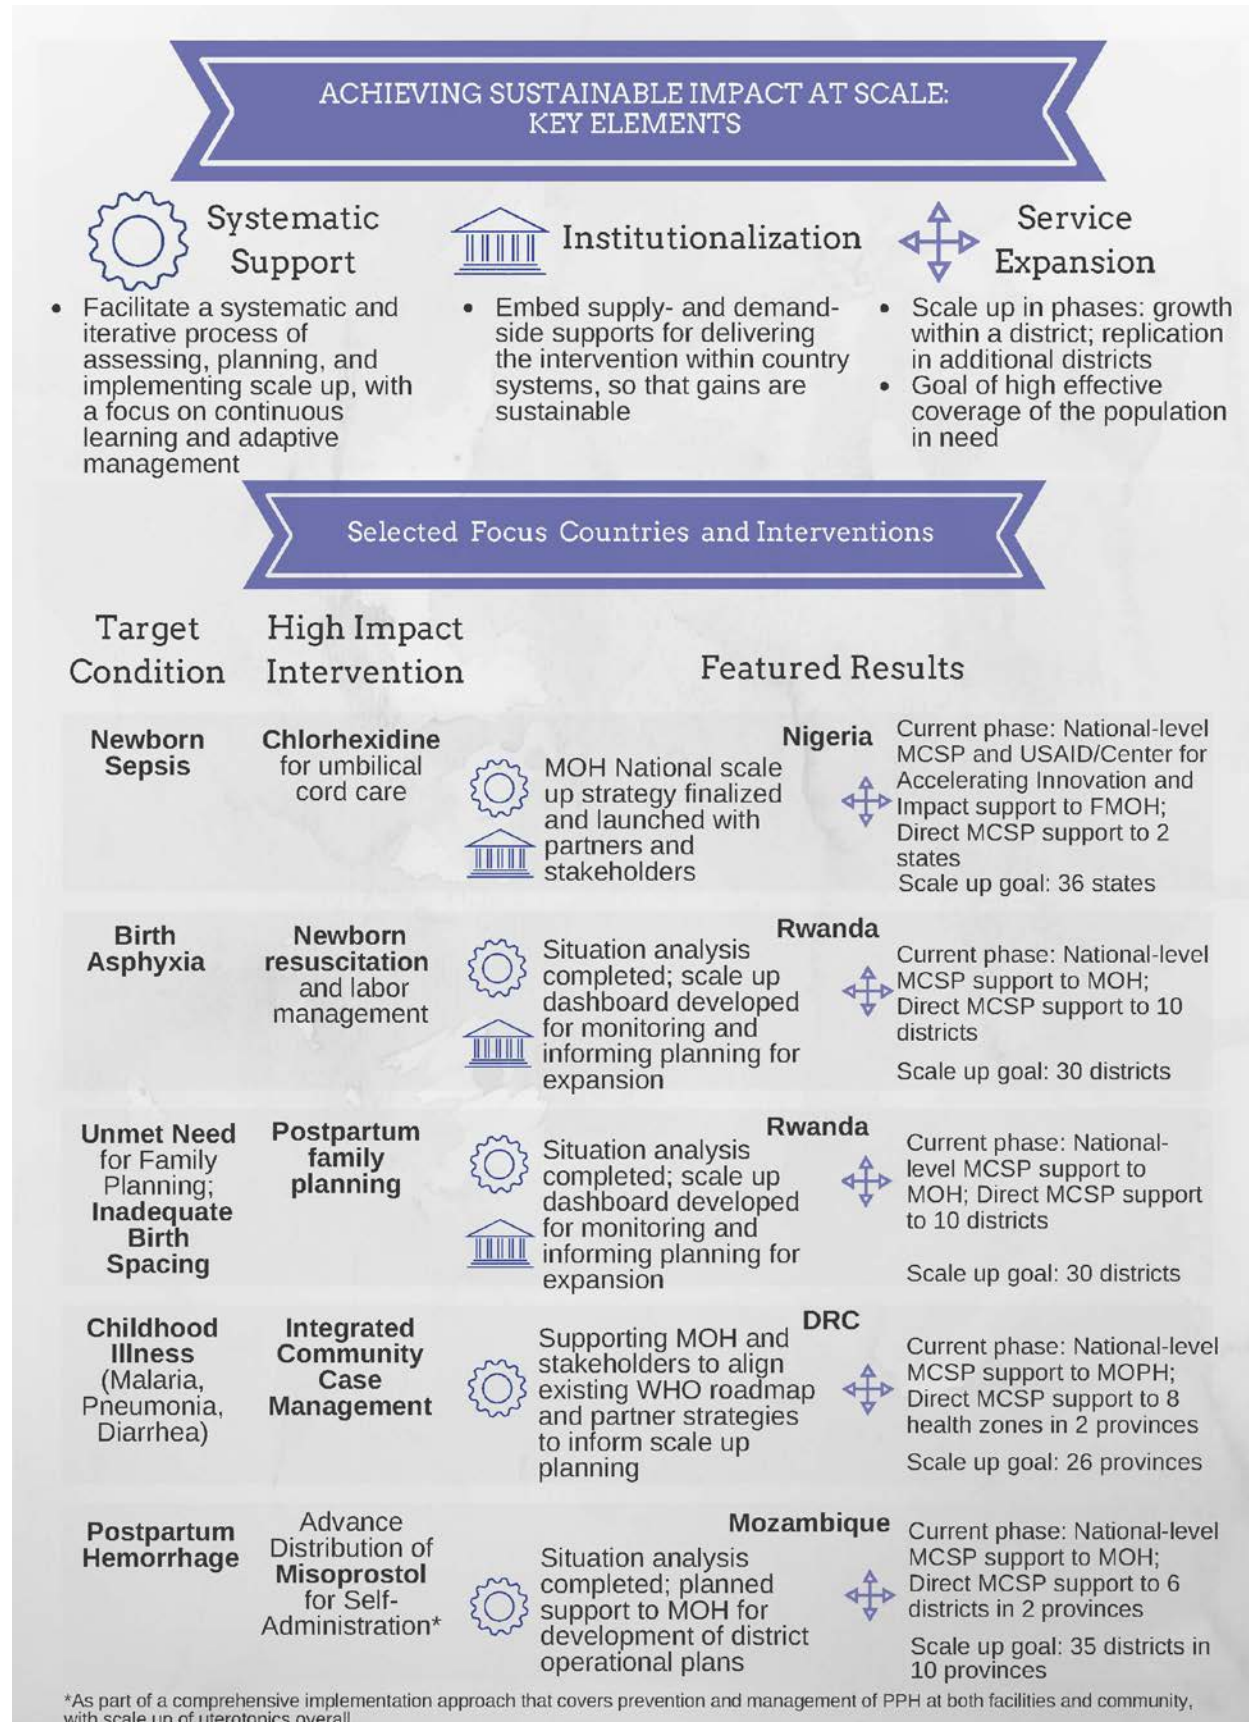 ACHIEVING SUSTAINABLE IMPACT AT SCALE:
KEY ELEMENTS
Systematic
Support
• Facilitate a systematic and
iterative process of
assessing, planning, and
implementing scale up, with
a focus on continuous
learning and adaptive
management
Institutionalization
• Embed supply- and demand-
side supports for delivering
the intervention within country
systems, so that gains are
sustainable
Service
Expansion
• Scale up in phases: growth
within a district; replication
in additional districts
• Goal of high effective
coverage of the population
in need
Selected Focus Countries and Interventions
Target
Condition
High Impact
Intervention
Featured Results
Newborn
Sepsis
Chlorhexidine
for umbilical
cord care
Nigeria
MOH National scale
up strategy finalized
and launched with
partners and
stakeholders
Current phase: National-level
MCSP and USAID/Center for
Accelerating Innovation and
Impact support to FMOH;
Direct MCSP support to 2
states
Scale up goal: 36 states
Birth
Asphyxia
Newborn
resuscitation
and labor
management
Rwanda
Situation analysis
completed; scale up
dashboard developed
for monitoring and
informing planning for
expansion
Current phase: National-level
MCSP support to MOH;
Direct MCSP support to 10
districts
Scale up goal: 30 districts
Unmet Need
for Family
Planning;
Inadequate
Birth
Spacing
Postpartum
family
planning
Rwanda
Situation analysis
completed; scale up
dashboard developed
for monitoring and
informing planning for
expansion
Current phase: National-
level MCSP support to
MOH; Direct MCSP support
to 10 districts
Scale up goal: 30 districts
Childhood
Illness
(Malaria,
Pneumonia,
Diarrhea)
Integrated
Community
Case
Management
DRC
Supporting MOH and
stakeholders to align
existing WHO roadmap
and partner strategies
to inform scale up
planning
Current phase: National-level
MCSP support to MOPH;
Direct MCSP support to 8
health zones in 2 provinces
Scale up goal: 26 provinces
Postpartum
Hemorrhage
Advance
Distribution of
Misoprostol
for Self-
Administration*
Mozambique
Situation analysis
completed; planned
support to MOH for
development of district
operational plans
Current phase: National-level
MCSP support to MOH;
Direct MCSP support to 6
districts in 2 provinces
Scale up goal: 35 districts in
10 provinces
*As part of a comprehensive implementation approach that covers prevention and management of PPH at both facilities and community,
with scale up of uterotonics overall